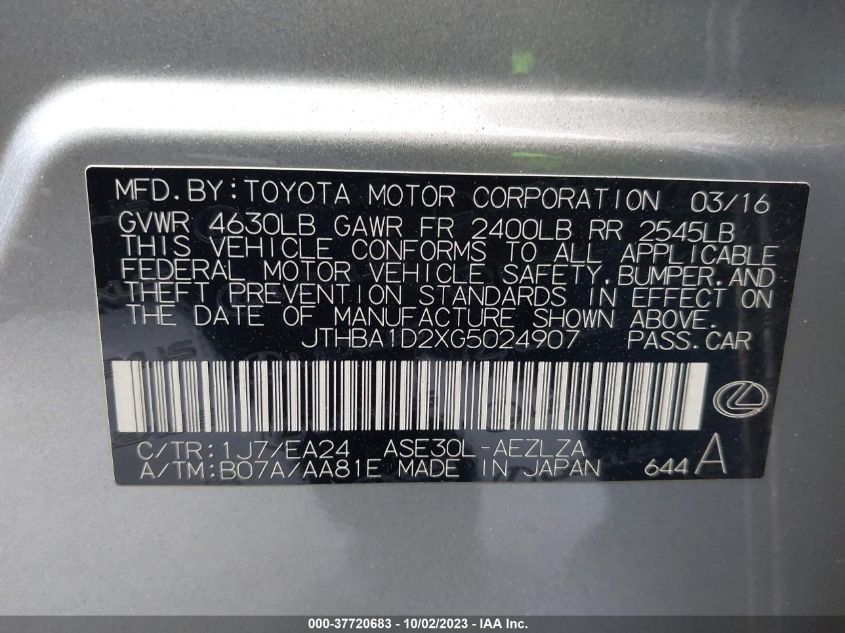 MFD. BY: TOYOTA MOTOR CORPORATION 03/16
GVWR 4630LB GAWR FR 2400LB RR 2545LB
THIS VEHICLE CONFORMS TO ALL APPLICABLE
FEDERAL MOTOR VEHICLE SAFETY, BUMPER, AND
THEFT PREVENTION STANDARDS IN EFFECT ON
THE DATE OF MANUFACTURE SHOWN ABOVE.
JTHBA1D2XG5024907 PASS. CAR
C/TR: 1J7/EA24 ASE30L-AEZLZA
A/TM: B07A/AA81E MADE IN JAPAN 644 A
000-37720683 - 10/02/2023 - IAA Inc.